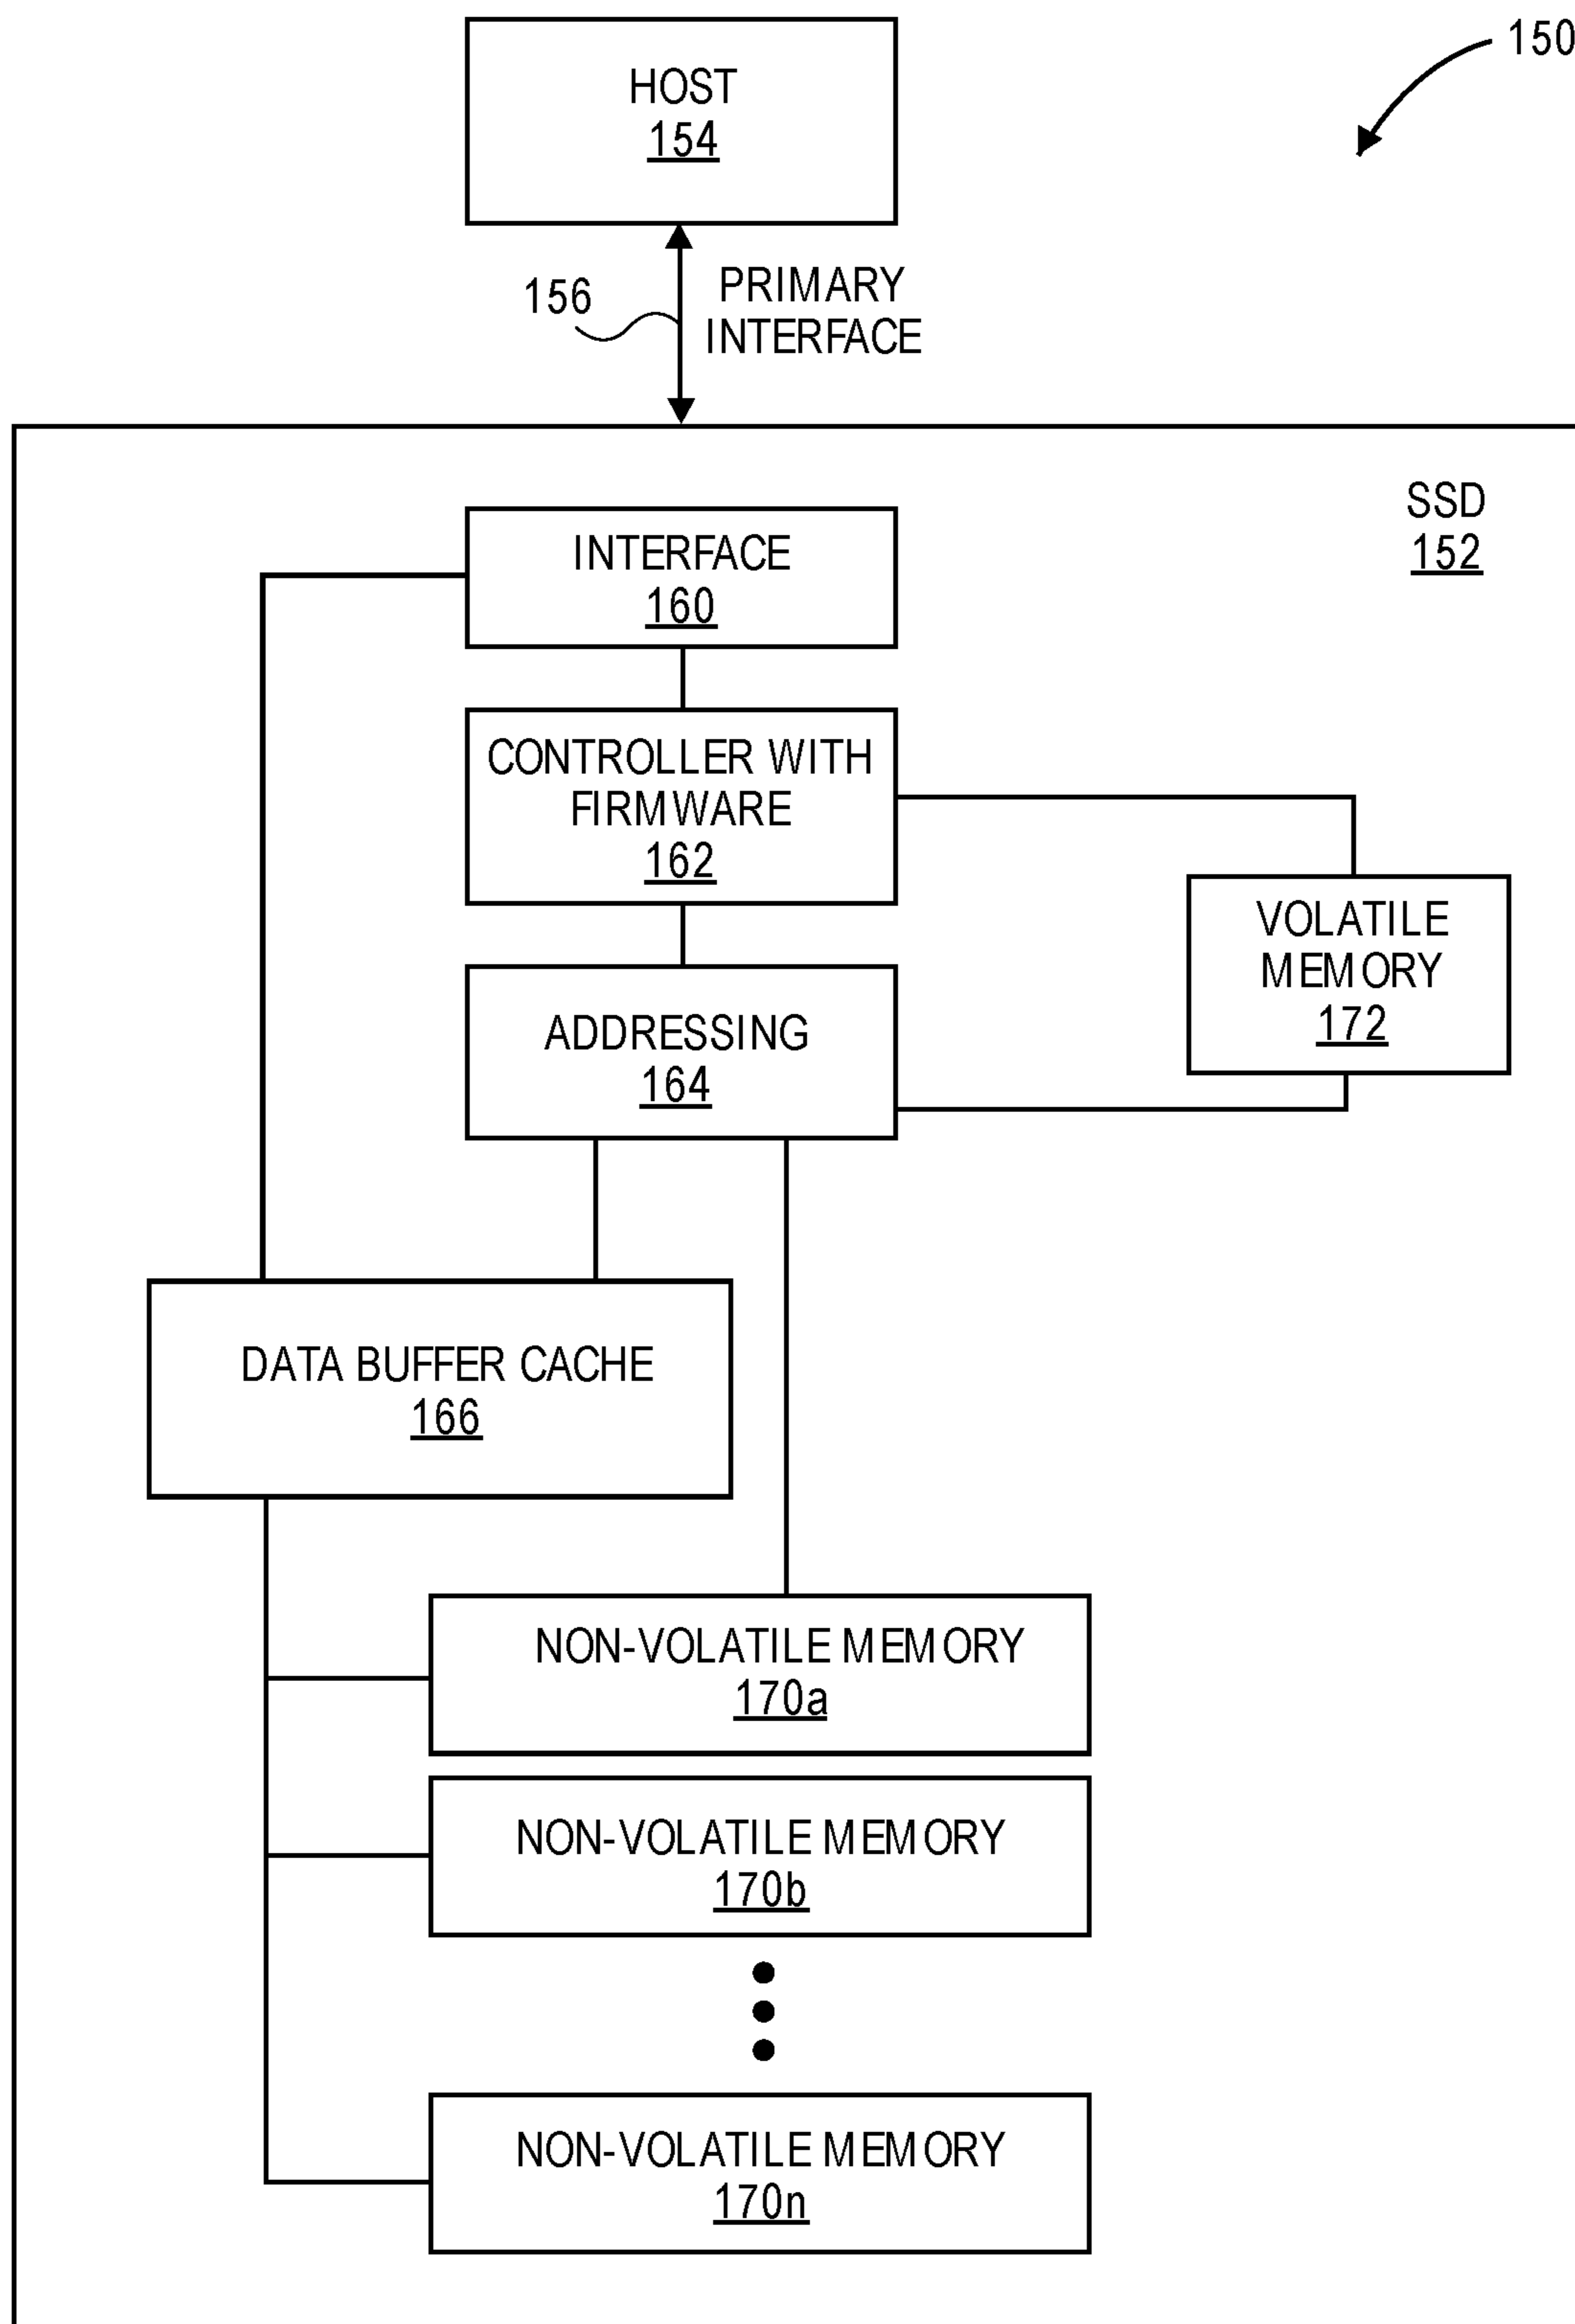 150
HOST
154
156
PRIMARY
INTERFACE
SSD
152
INTERFACE
160
CONTROLLER WITH
FIRMWARE
162
VOLATILE
MEMORY
172
ADDRESSING
164
DATA BUFFER CACHE
166
NON-VOLATILE MEMORY
170a
NON-VOLATILE MEMORY
170b
NON-VOLATILE MEMORY
170n